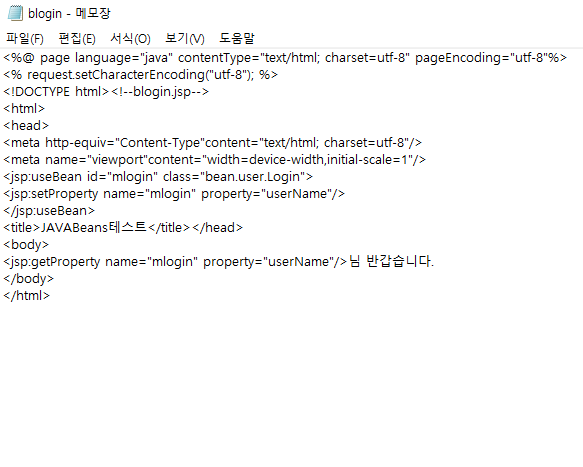 blogin - 메모장
파일(F) 편집(E) 서식(O) 보기(V) 도움말
<%@ page language="java" contentType="text/html; charset=utf-8" pageEncoding="utf-8"%>
<% request.setCharacterEncoding("utf-8"); %>
<!DOCTYPE html><!--blogin.jsp-->
<html>
<head>
<meta http-equiv="Content-Type"content="text/html; charset=utf-8"/>
<meta name="viewport"content="width=device-width,initial-scale=1"/>
<jsp:useBean id="mlogin" class="bean.user.Login">
<jsp:setProperty name="mlogin" property="userName"/>
</jsp:useBean>
<title>JAVABeans테스트</title></head>
<body>
<jsp:getProperty name="mlogin" property="userName"/>님 반갑습니다.
</body>
</html>